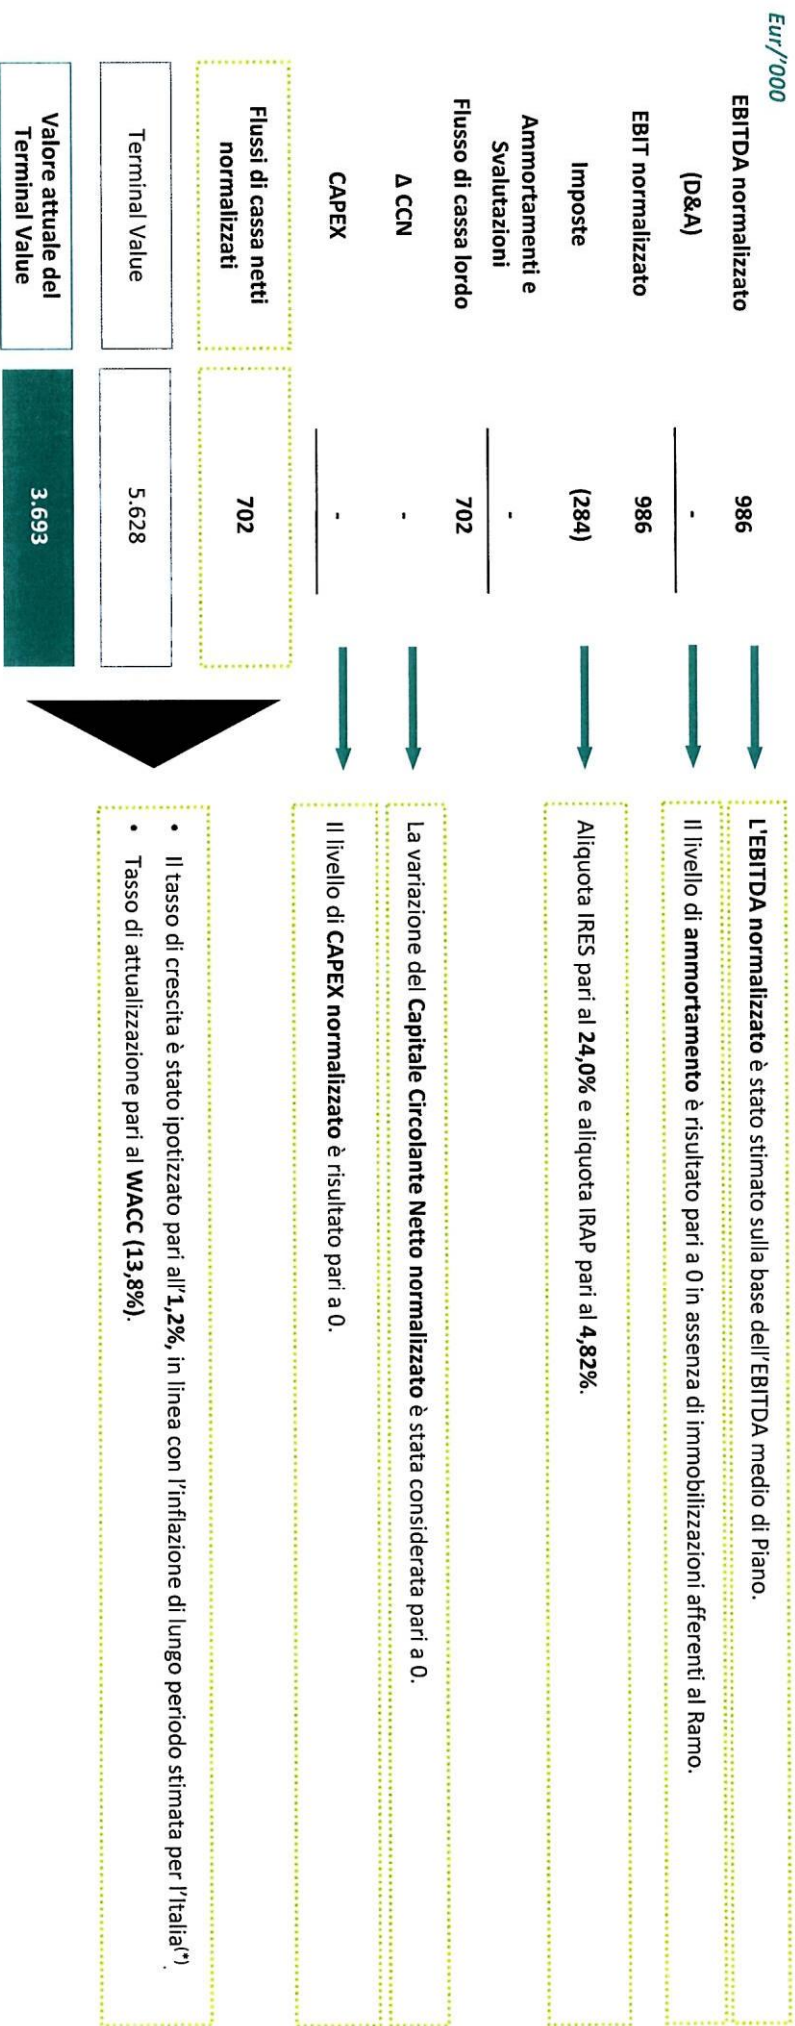 Eur/'000
EBITDA normalizzato 986 L'EBITDA normalizzato è stato stimato sulla base dell'EBITDA medio di Piano.
(D&A) - Il livello di ammortamento è risultato pari a 0 in assenza di immobilizzazioni afferenti al Ramo.
EBIT normalizzato 986
Imposte (284) Aliquota IRES pari al 24,0% e aliquota IRAP pari al 4,82%.
Ammortamenti e
Svalutazioni -
Flusso di cassa lordo 702
Δ CCN - La variazione del Capitale Circolante Netto normalizzato è stata considerata pari a 0.
CAPEX - Il livello di CAPEX normalizzato è risultato pari a 0.
Flussi di cassa netti
normalizzati 702
Terminal Value 5.628
Valore attuale del
Terminal Value 3.693
• Il tasso di crescita è stato ipotizzato pari all'1,2%, in linea con l'inflazione di lungo periodo stimata per l'Italia(*).
• Tasso di attualizzazione pari al WACC (13,8%).